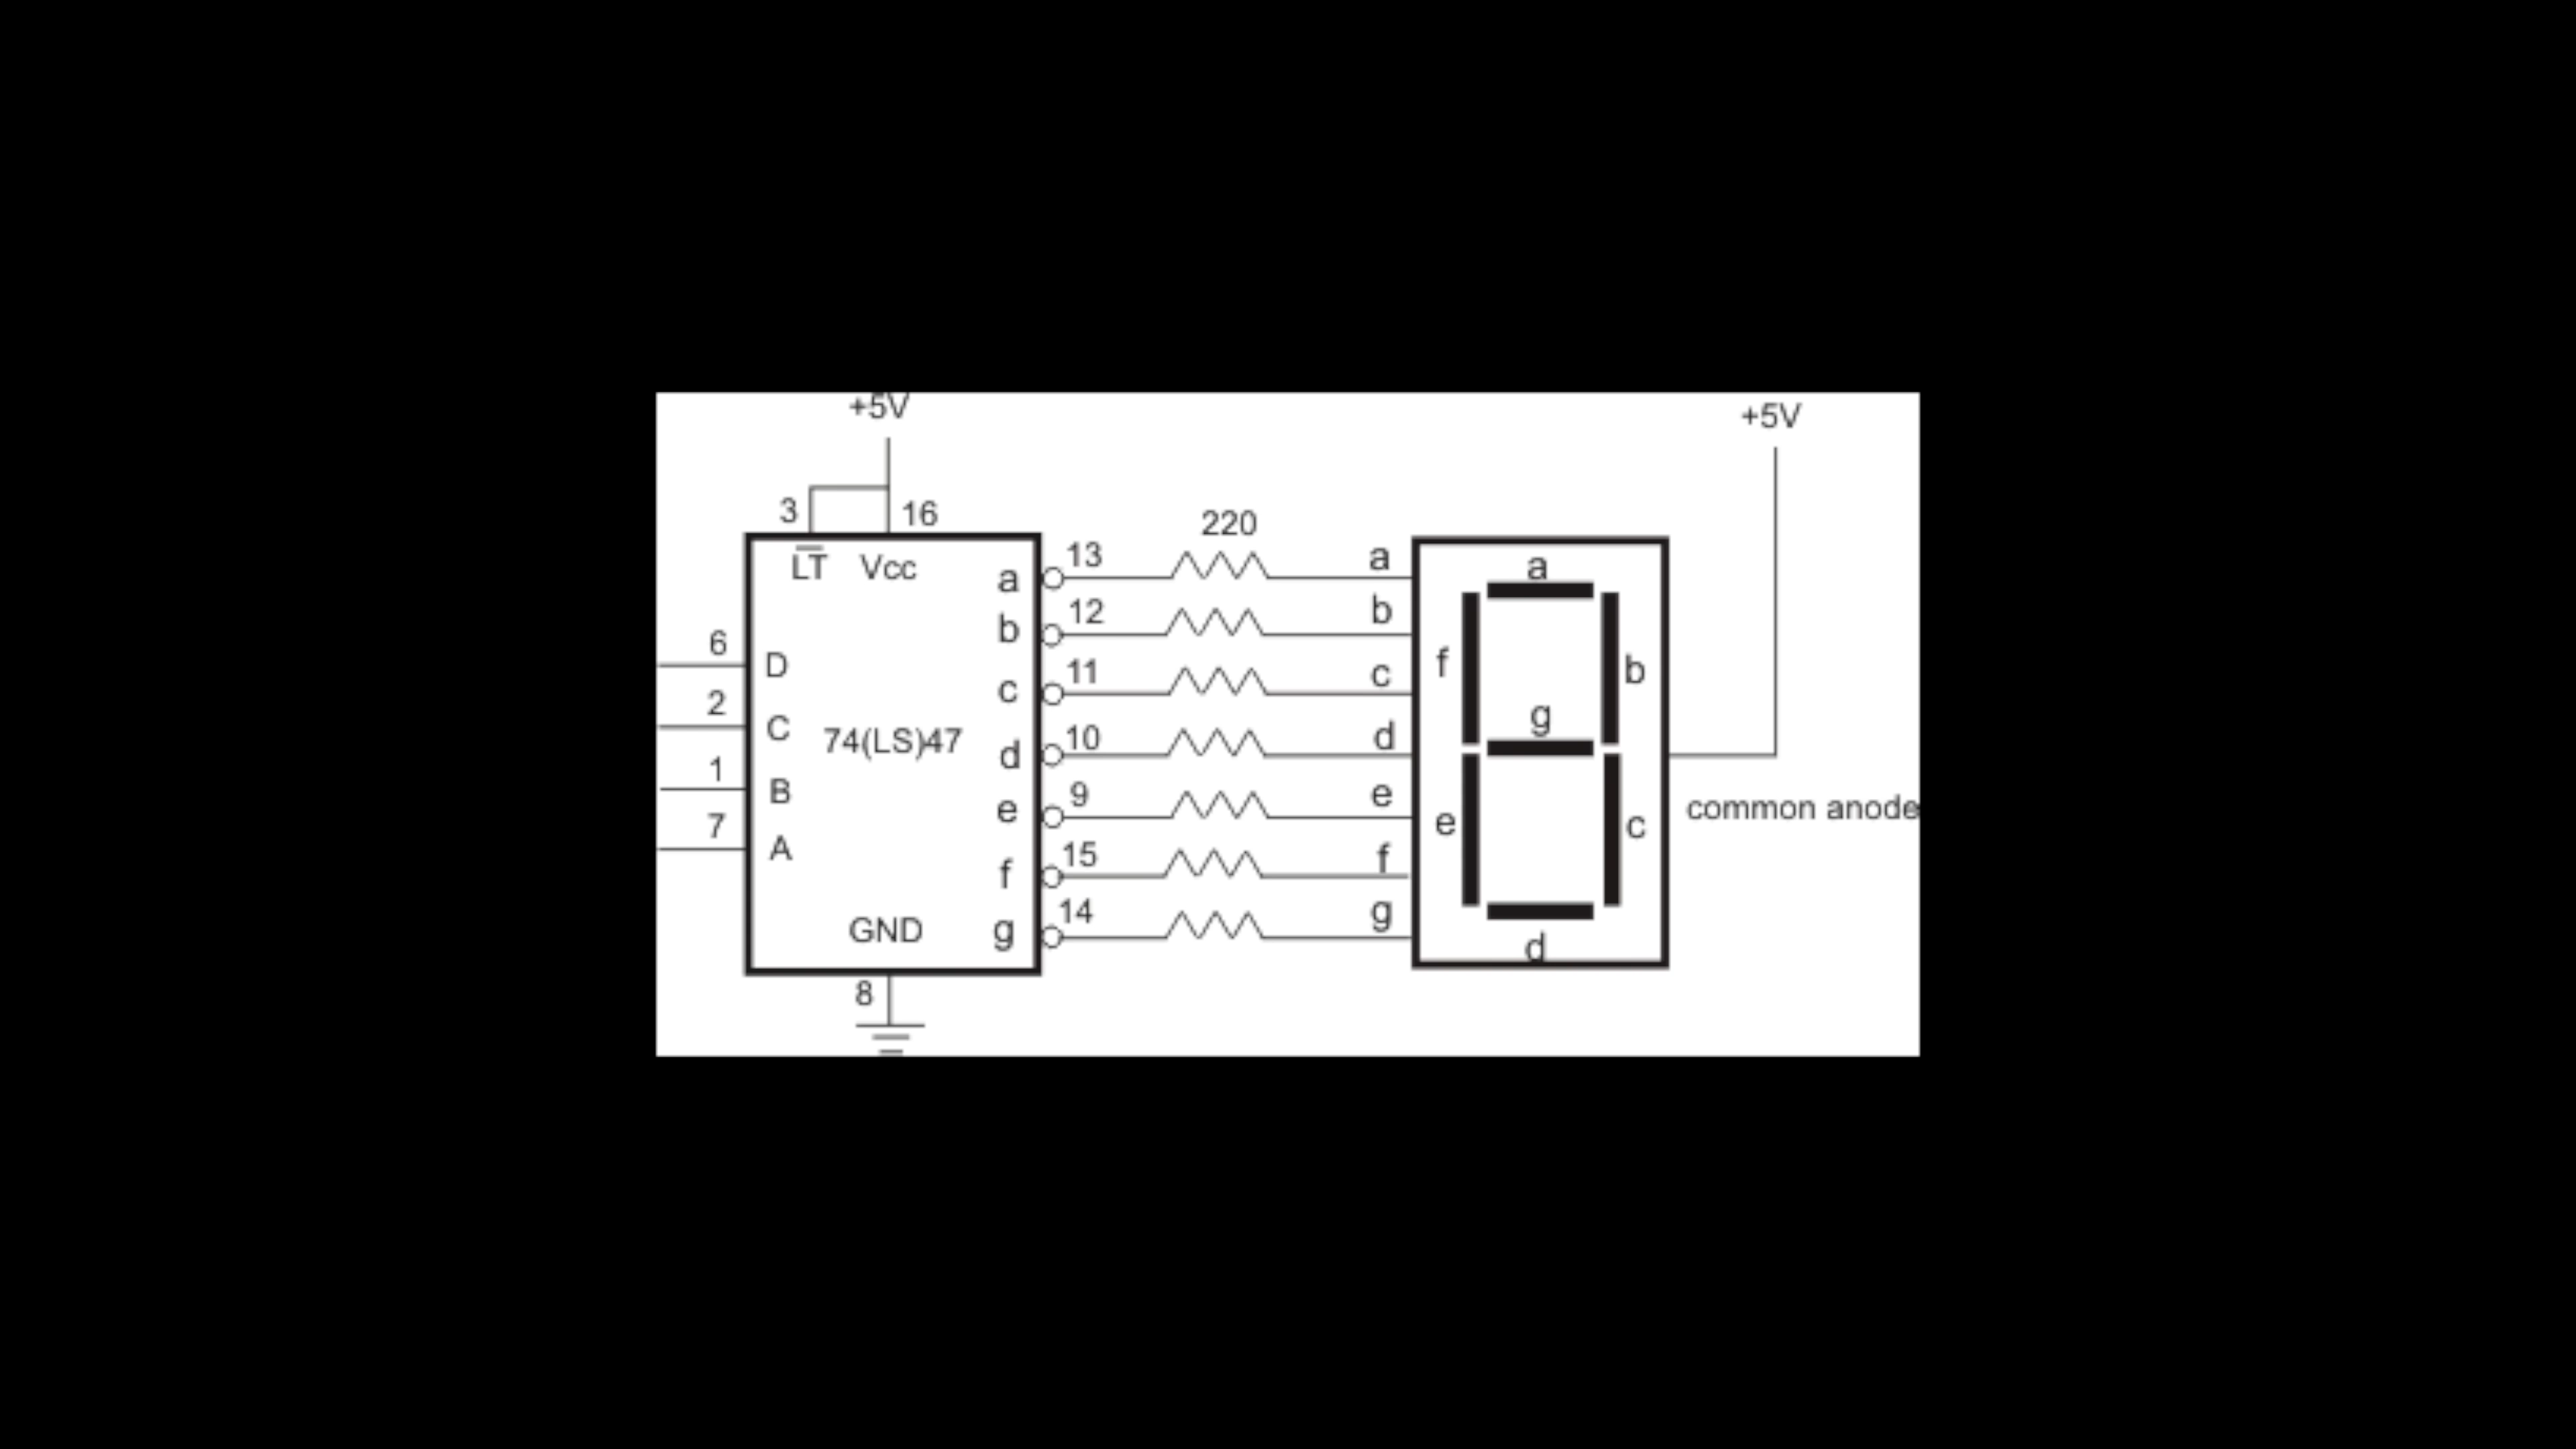 +5V
+5V
3
16
220
LT Vcc
a 13 a
b 12 b
c 11 c
d 10 d
e 9 e
f 15 f
g 14 g
6 D
2 C
1 B
7 A
74(LS)47
GND
8
a
f
b
g
e
c
d
common anode